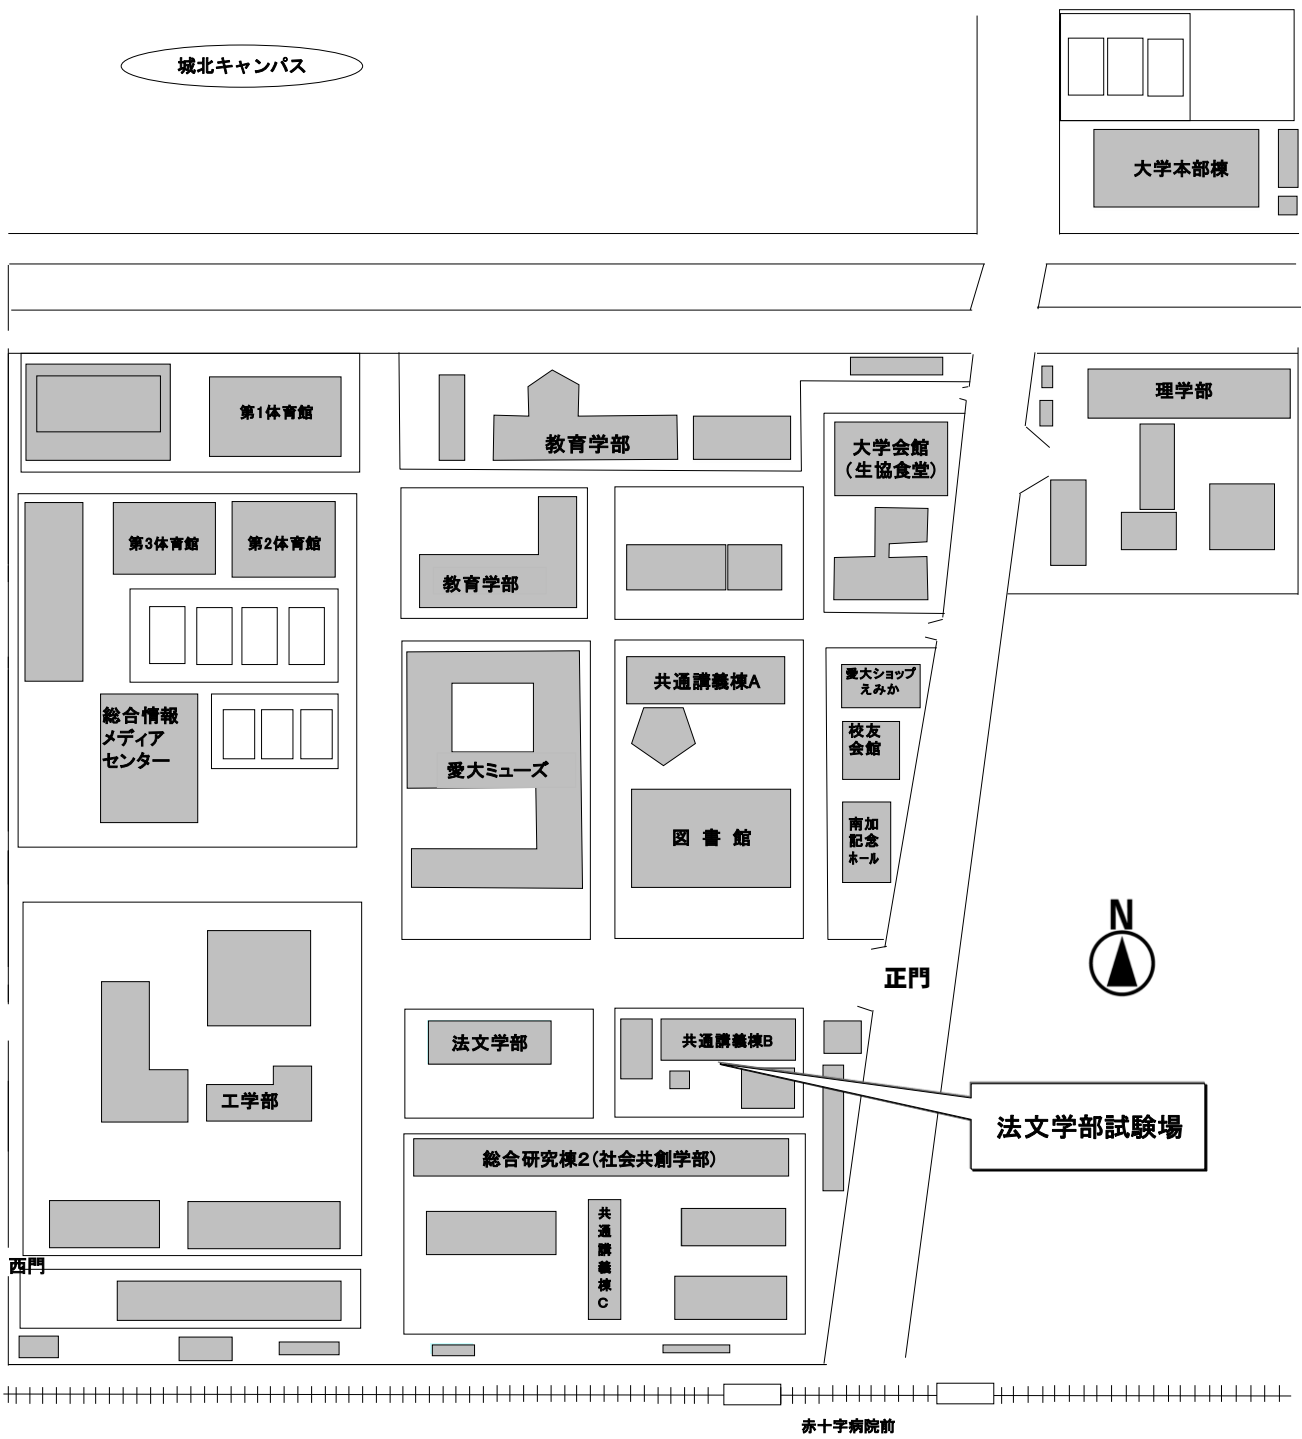 城北キャンパス
大学本部棟
理学部
第1体育館
教育学部
大学会館
(生協食堂)
第3体育館
第2体育館
教育学部
共通講義棟A
愛大ショップ
えみか
総合情報
メディア
センター
愛大ミューズ
校友
会館
図 書 館
南加
記念
ホール
N
正門
法文学部
共通講義棟B
工学部
法文学部試験場
総合研究棟2(社会共創学部)
共
通
講
義
棟
C
西門
赤十字病院前